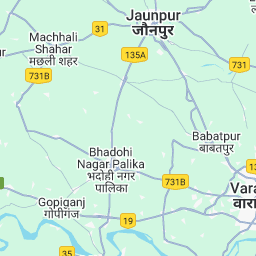 Jaunpur
जौनपुर
31
Machhali
Shahar
मछली शहर
135A
731
731B
Babatpur
बाबतपुर
Bhadohi
Nagar Palika
भदोही नगर
पालिका
731B
Vara
वारा
Gopiganj
गोपीगंज
19
35